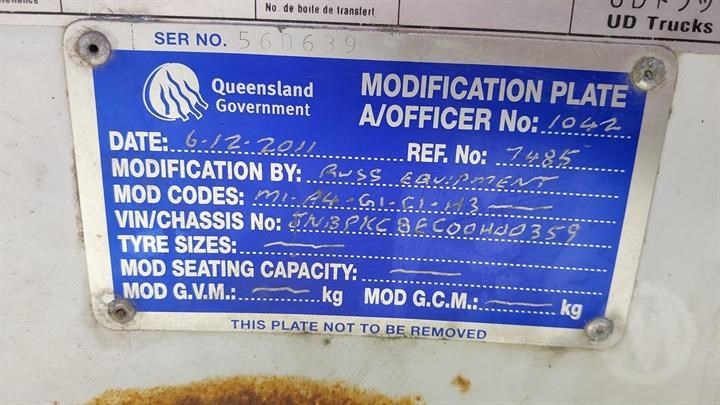 No. de boite de transfert
UD Trucks
SER NO. 560639
Queensland
Government
MODIFICATION PLATE
A/OFFICER No: 1042
DATE: 6-12-2011 REF. No: 7485
MODIFICATION BY: RUSS EQUIPMENT
MOD CODES: M1-A4-G1-C1-H3
VIN/CHASSIS No: JNBPKC8EC00H00359
TYRE SIZES:
MOD SEATING CAPACITY:
MOD G.V.M.: kg MOD G.C.M.: kg
THIS PLATE NOT TO BE REMOVED